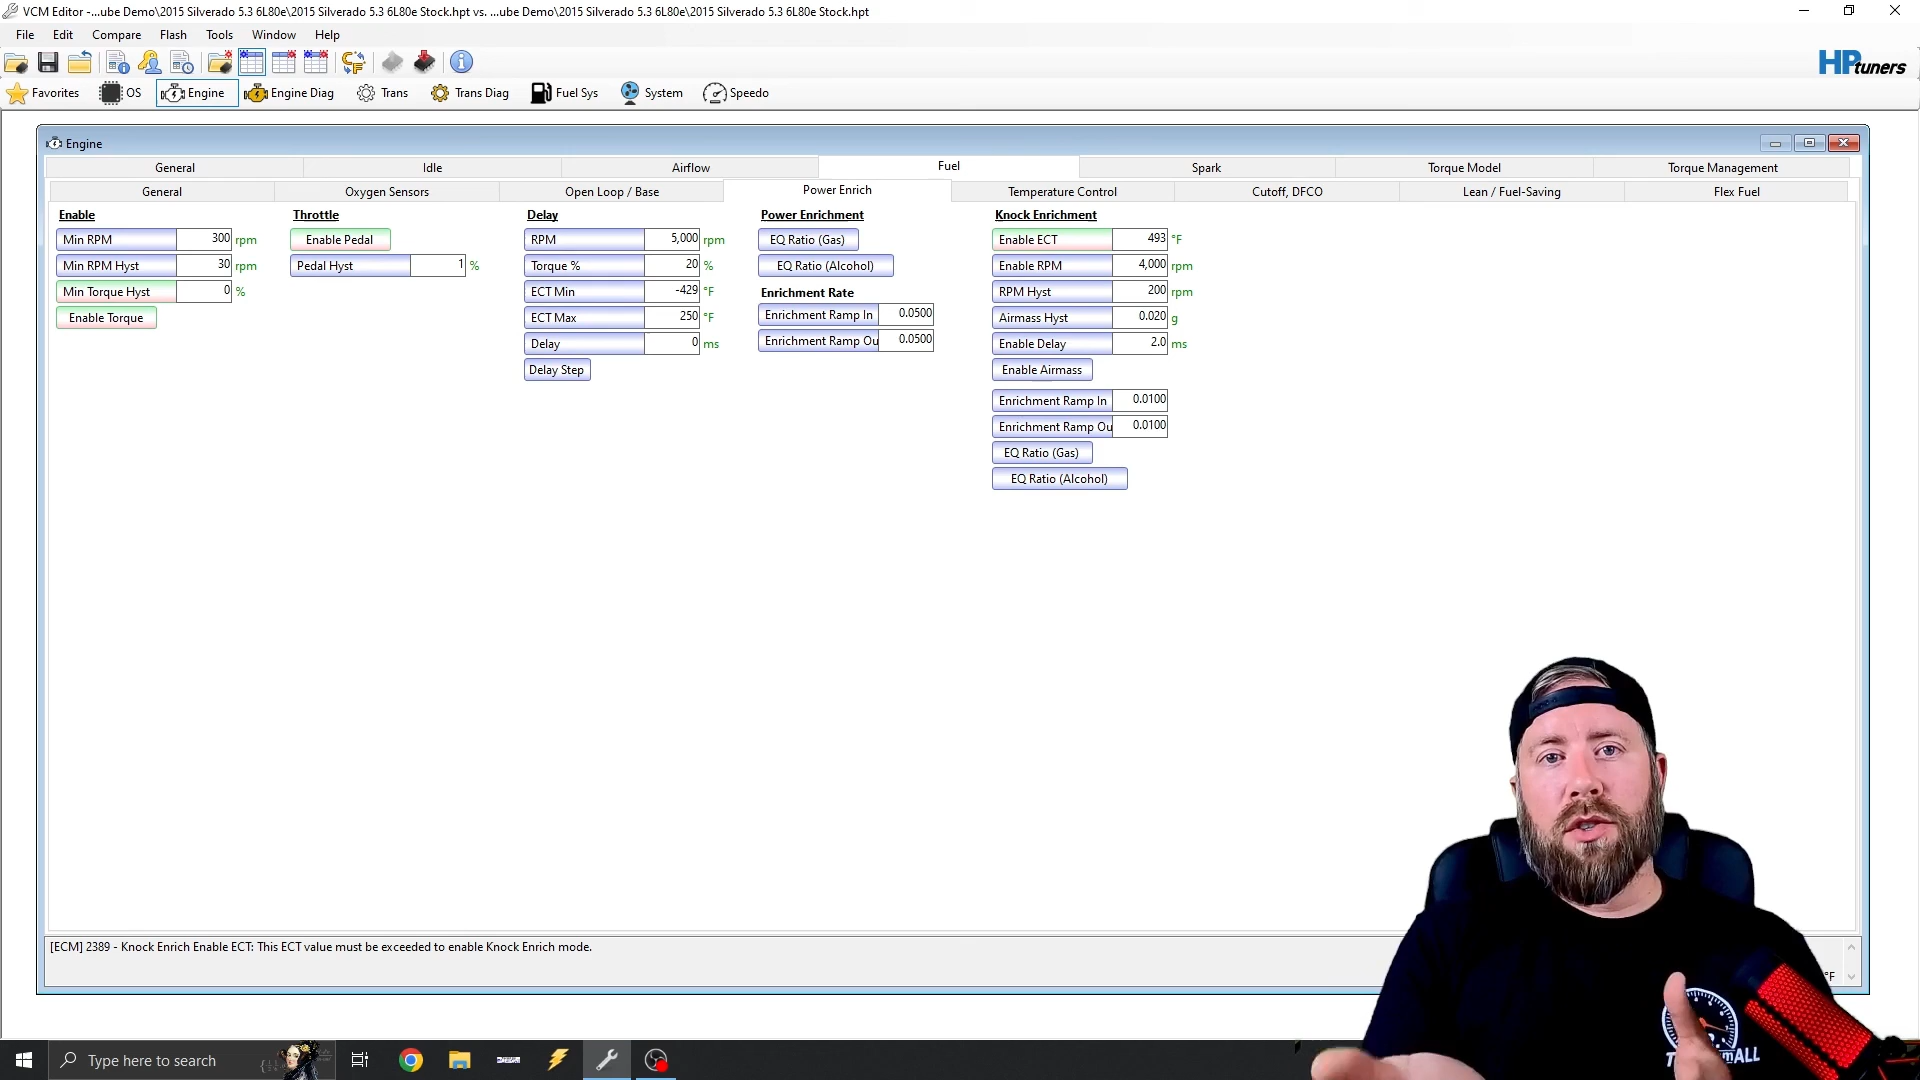 VCM Editor -...ube Demo\2015 Silverado 5.3 6L80e\2015 Silverado 5.3 6L80e Stock.hpt vs. ...ube Demo\2015 Silverado 5.3 6L80e\2015 Silverado 5.3 6L80e Stock.hpt
File Edit Compare Flash Tools Window Help
HPtuners
Favorites OS Engine Engine Diag Trans Trans Diag Fuel Sys System Speedo
Engine
General Idle Airflow Fuel Spark Torque Model Torque Management
General Oxygen Sensors Open Loop / Base Power Enrich Temperature Control Cutoff, DFCO Lean / Fuel-Saving Flex Fuel
Enable
Min RPM 300 rpm
Min RPM Hyst 30 rpm
Min Torque Hyst 0 %
Enable Torque
Throttle
Enable Pedal
Pedal Hyst 1 %
Delay
RPM 5,000 rpm
Torque % 20 %
ECT Min -429 °F
ECT Max 250 °F
Delay 0 ms
Delay Step
Power Enrichment
EQ Ratio (Gas)
EQ Ratio (Alcohol)
Enrichment Rate
Enrichment Ramp In 0.0500
Enrichment Ramp Ou 0.0500
Knock Enrichment
Enable ECT 493 °F
Enable RPM 4,000 rpm
RPM Hyst 200 rpm
Airmass Hyst 0.020 g
Enable Delay 2.0 ms
Enable Airmass
Enrichment Ramp In 0.0100
Enrichment Ramp Ou 0.0100
EQ Ratio (Gas)
EQ Ratio (Alcohol)
[ECM] 2389 - Knock Enrich Enable ECT: This ECT value must be exceeded to enable Knock Enrich mode.
°F
Type here to search